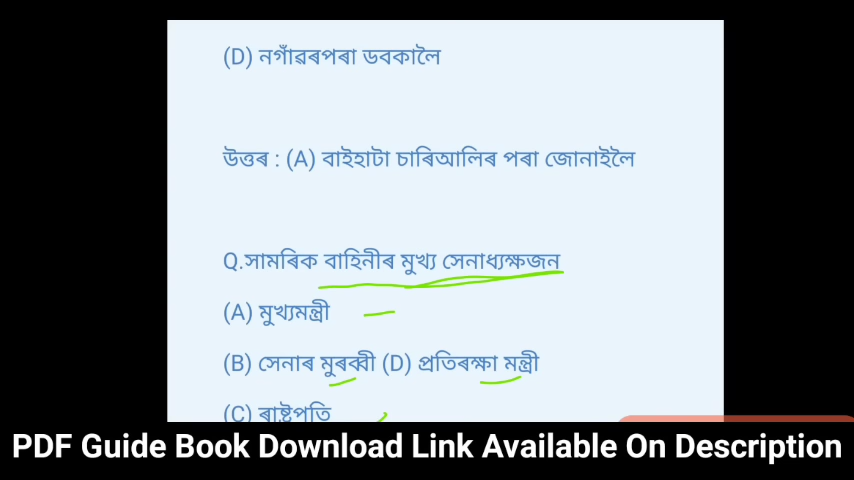 (D) নগাঁৱৰপৰা ডবকালৈ
উত্তৰ : (A) বাইহাটা চাৰিআলিৰ পৰা জোনাইলৈ
Q.সামৰিক বাহিনীৰ মুখ্য সেনাধ্যক্ষজন
(A) মুখ্যমন্ত্ৰী
(B) সেনাৰ মুৰব্বী (D) প্ৰতিৰক্ষা মন্ত্ৰী
(C) ৰাষ্টপতি
PDF Guide Book Download Link Available On Description